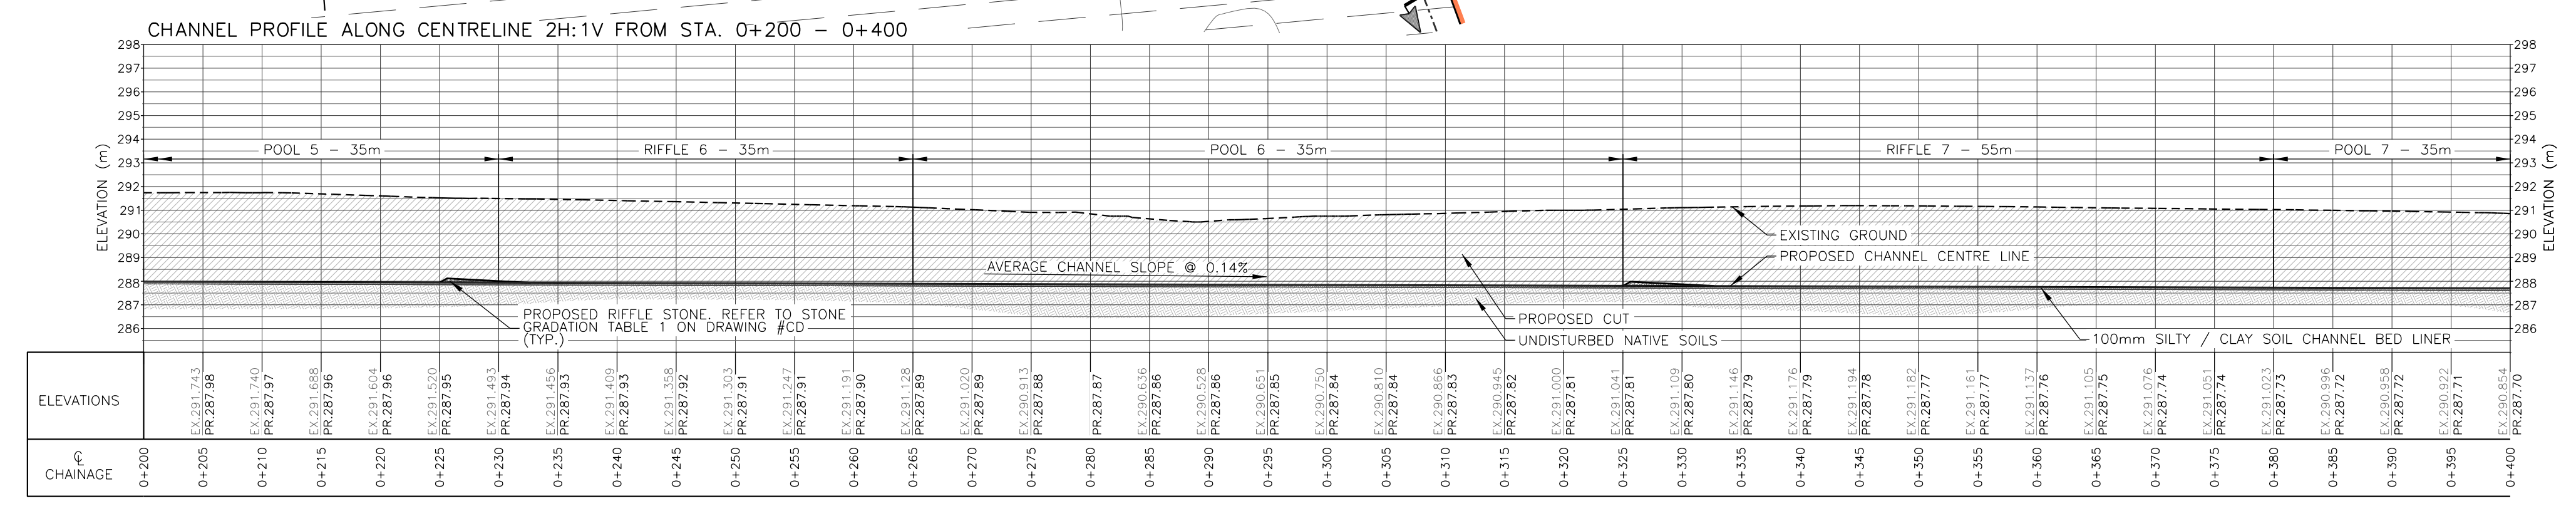 CHANNEL PROFILE ALONG CENTRELINE 2H:1V FROM STA. 0+200 - 0+400
298 298
297 297
296 296
295 295
294 294
293 293
292 292
291 291
290 290
289 289
288 288
287 287
286 286
ELEVATION (m)
ELEVATION (m)
POOL 5 - 35m
RIFFLE 6 - 35m
POOL 6 - 35m
RIFFLE 7 - 55m
POOL 7 - 35m
EXISTING GROUND
PROPOSED CHANNEL CENTRE LINE
AVERAGE CHANNEL SLOPE @ 0.14%
PROPOSED RIFFLE STONE. REFER TO STONE
GRADATION TABLE 1 ON DRAWING #CD
(TYP.)
PROPOSED CUT
UNDISTURBED NATIVE SOILS
100mm SILTY / CLAY SOIL CHANNEL BED LINER
ELEVATIONS
EX.291.743
PR.287.98
EX.291.740
PR.287.97
EX.291.688
PR.287.96
EX.291.604
PR.287.96
EX.291.520
PR.287.95
EX.291.493
PR.287.94
EX.291.456
PR.287.93
EX.291.409
PR.287.93
EX.291.358
PR.287.92
EX.291.303
PR.287.91
EX.291.247
PR.287.91
EX.291.191
PR.287.90
EX.291.128
PR.287.89
EX.291.020
PR.287.89
EX.290.913
PR.287.88
PR.287.87
EX.290.636
PR.287.86
EX.290.528
PR.287.86
EX.290.651
PR.287.85
EX.290.750
PR.287.84
EX.290.810
PR.287.84
EX.290.866
PR.287.83
EX.290.945
PR.287.82
EX.291.000
PR.287.81
EX.291.041
PR.287.81
EX.291.109
PR.287.80
EX.291.146
PR.287.79
EX.291.176
PR.287.79
EX.291.194
PR.287.78
EX.291.182
PR.287.77
EX.291.161
PR.287.77
EX.291.137
PR.287.76
EX.291.105
PR.287.75
EX.291.076
PR.287.74
EX.291.051
PR.287.74
EX.291.023
PR.287.73
EX.290.996
PR.287.72
EX.290.958
PR.287.72
EX.290.922
PR.287.71
EX.290.854
PR.287.70
℄
CHAINAGE
0+200
0+205
0+210
0+215
0+220
0+225
0+230
0+235
0+240
0+245
0+250
0+255
0+260
0+265
0+270
0+275
0+280
0+285
0+290
0+295
0+300
0+305
0+310
0+315
0+320
0+325
0+330
0+335
0+340
0+345
0+350
0+355
0+360
0+365
0+370
0+375
0+380
0+385
0+390
0+395
0+400